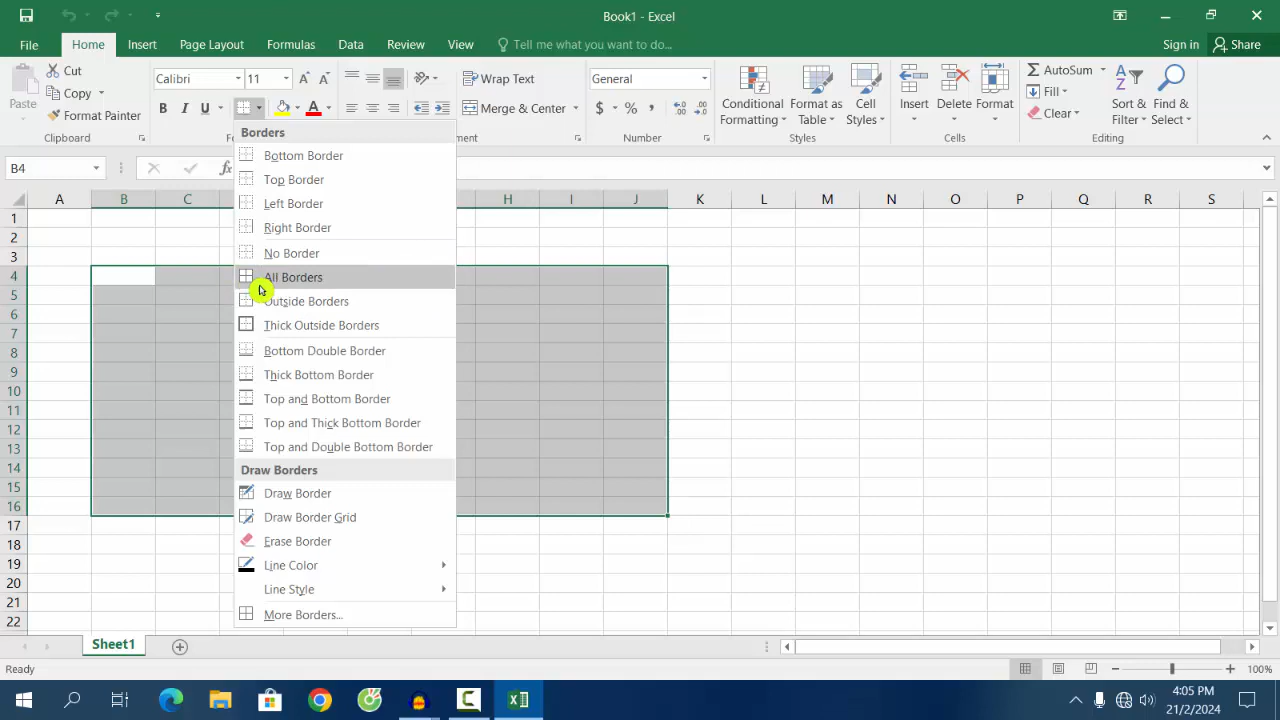 Book1 - Excel
File Home Insert Page Layout Formulas Data Review View Tell me what you want to do... Sign in Share
Paste
Cut
Copy
Format Painter
Clipboard
Calibri 11
B I U A
Wrap Text
Merge & Center
General
$ % ,
Number
Conditional Formatting
Format as Table
Cell Styles
Styles
Insert Delete Format
Cells
AutoSum
Fill
Clear
Sort & Filter
Find & Select
Editing
B4 fx
A B C H I J K L M N O P Q R S
1
2
3
4
5
6
7
8
9
10
11
12
13
14
15
16
17
18
19
20
21
22
Borders
Bottom Border
Top Border
Left Border
Right Border
No Border
All Borders
Outside Borders
Thick Outside Borders
Bottom Double Border
Thick Bottom Border
Top and Bottom Border
Top and Thick Bottom Border
Top and Double Bottom Border
Draw Borders
Draw Border
Draw Border Grid
Erase Border
Line Color
Line Style
More Borders...
Sheet1
Ready
100%
4:05 PM
21/2/2024